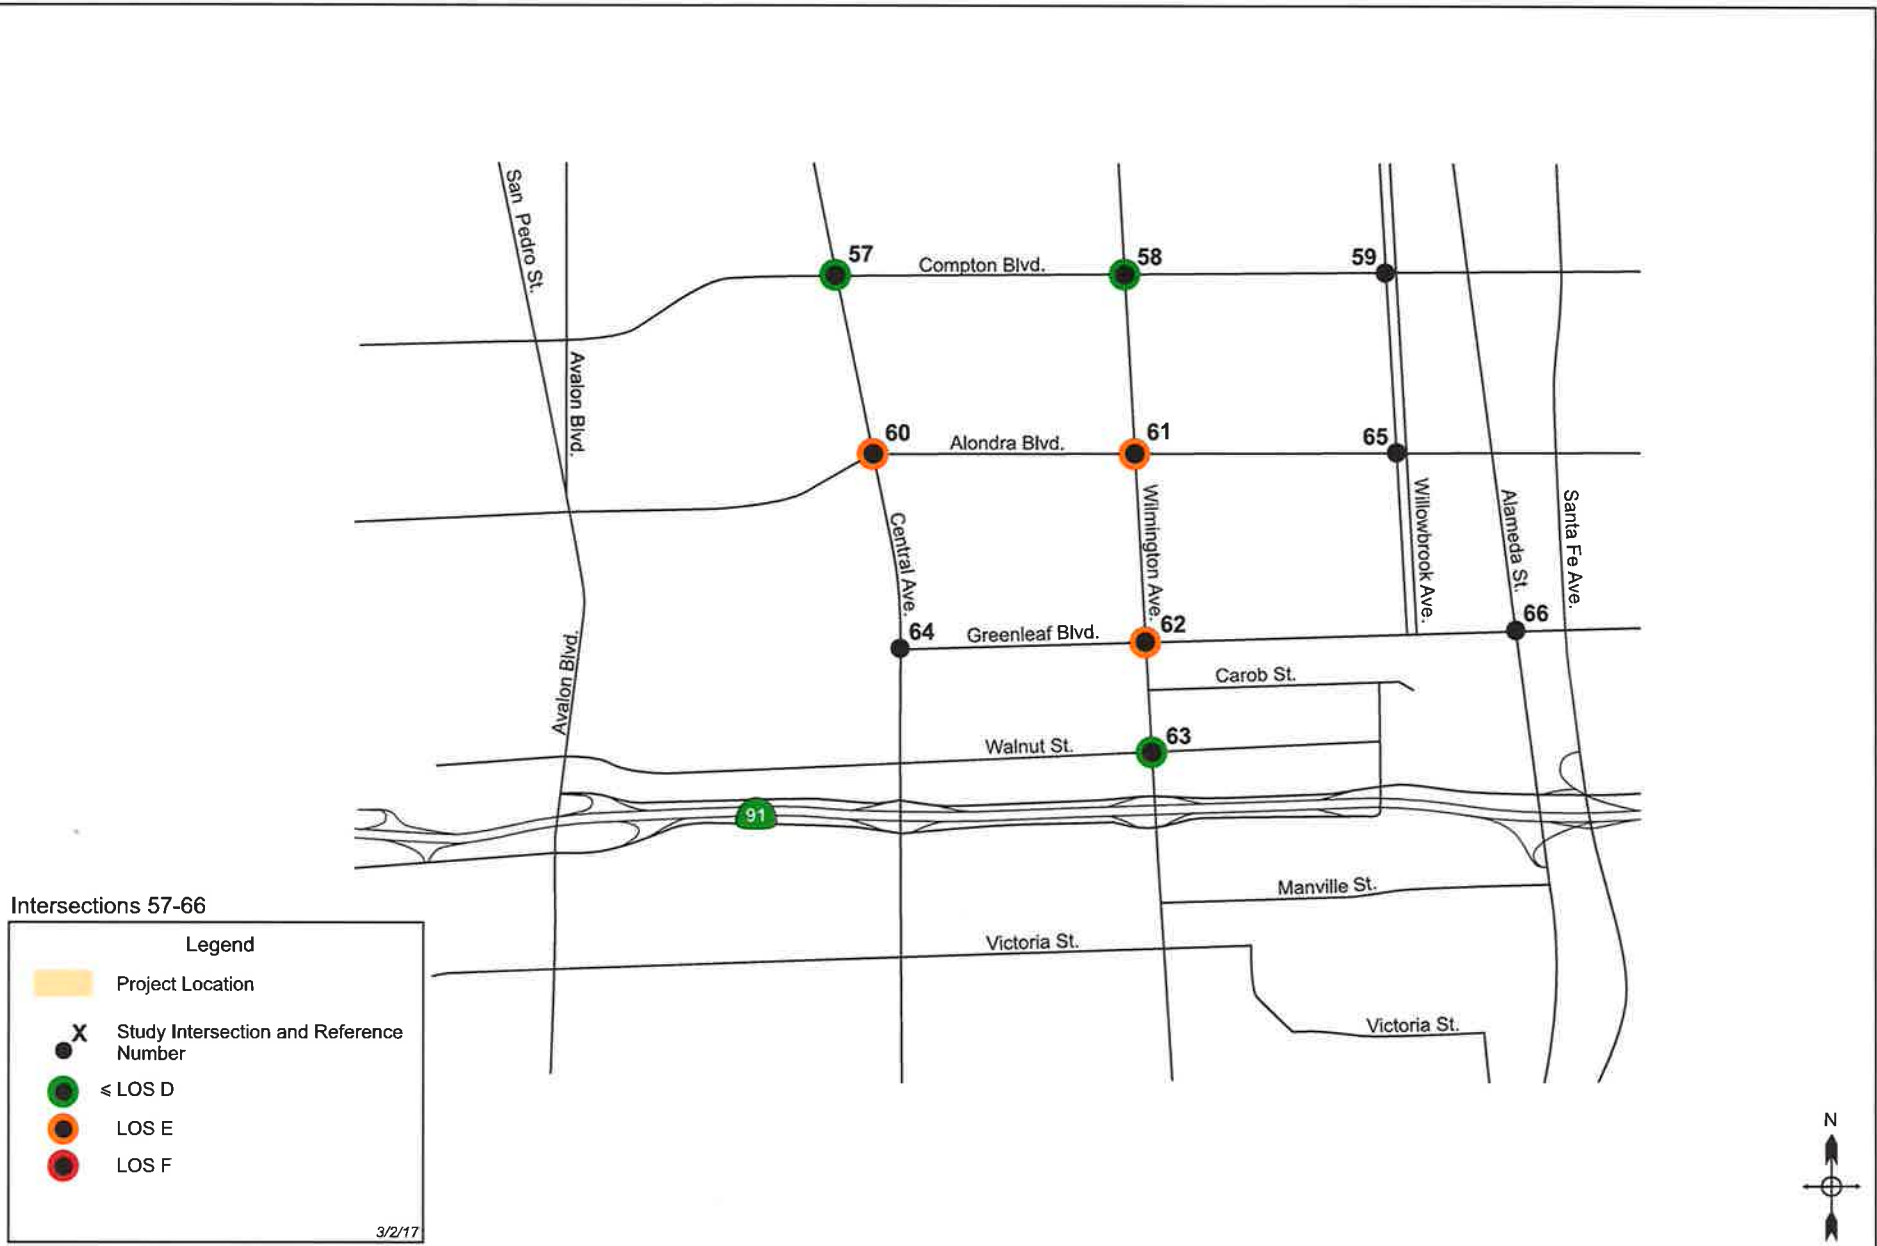 San Pedro St.
57
Compton Blvd.
58
59
Avalon Blvd.
60
Alondra Blvd.
61
65
Central Ave.
Wilmington Ave.
Willowbrook Ave.
Alameda St.
Santa Fe Ave.
64
Greenleaf Blvd.
62
66
Avalon Blvd.
Carob St.
Walnut St.
63
91
Manville St.
Victoria St.
Victoria St.
Intersections 57-66
Legend
Project Location
X
Study Intersection and Reference
Number
≤ LOS D
LOS E
LOS F
3/2/17
N